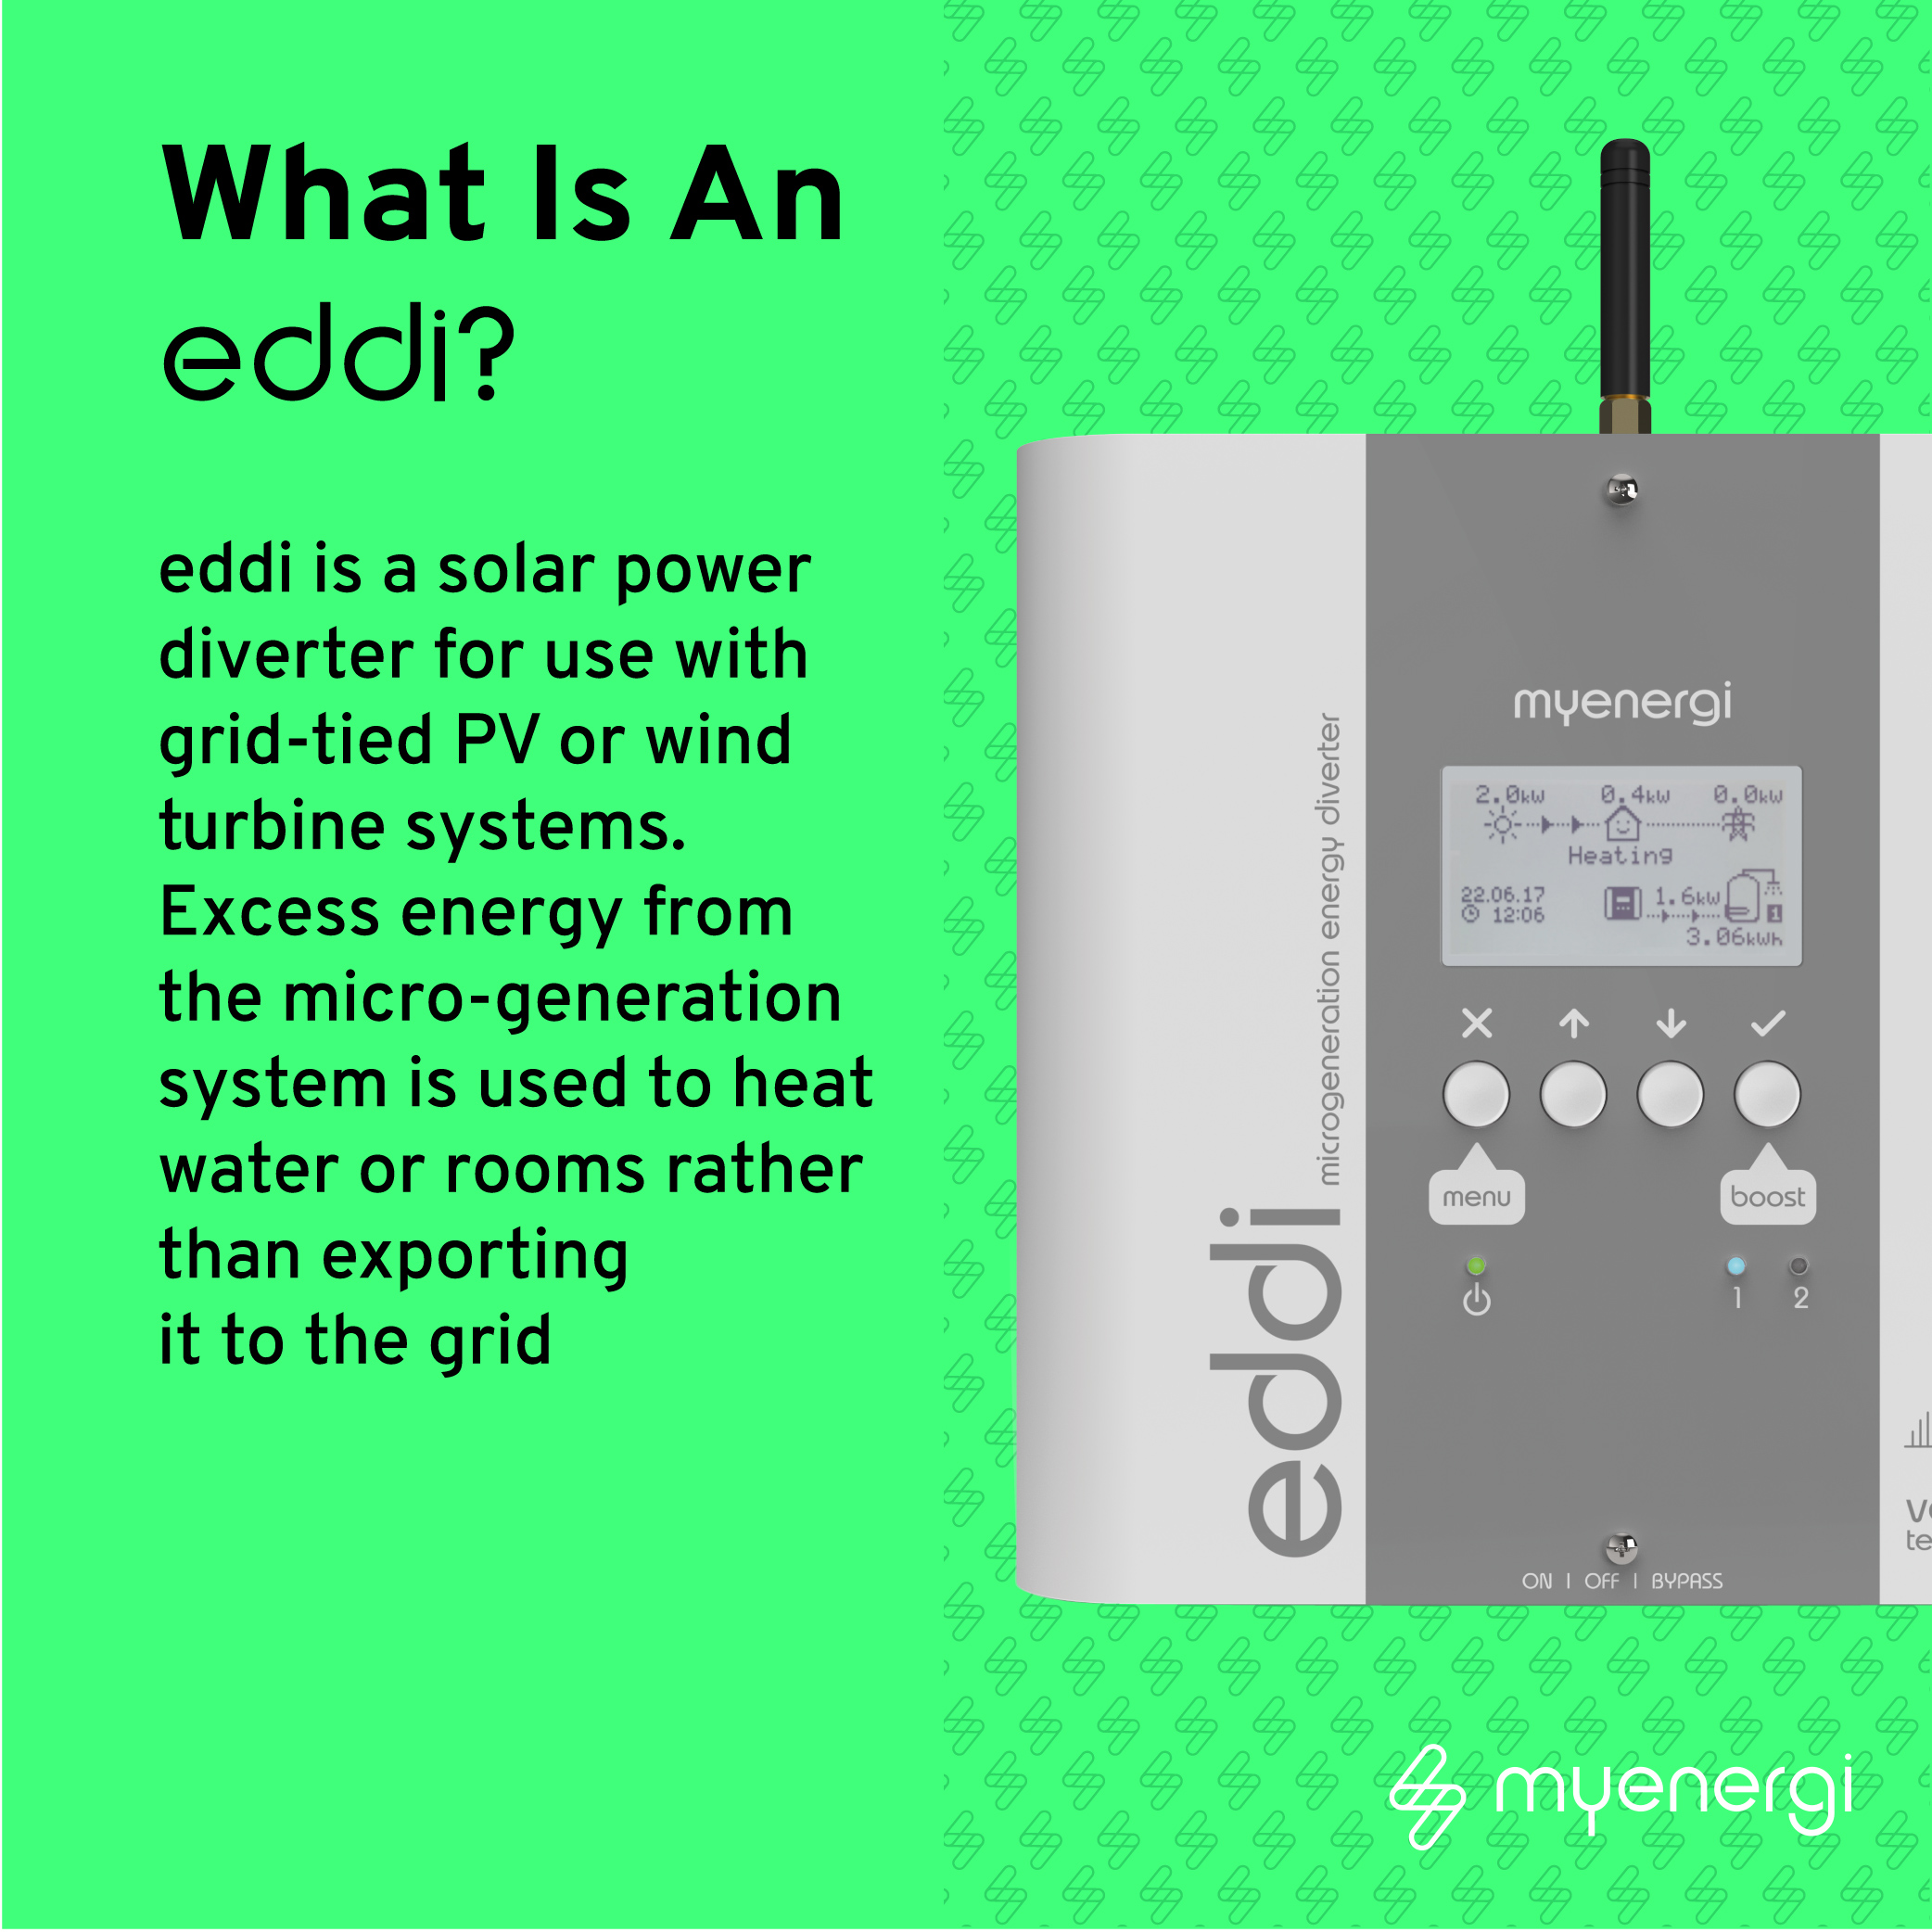 What Is An
eddi?
eddi is a solar power
diverter for use with
grid-tied PV or wind
turbine systems.
Excess energy from
the micro-generation
system is used to heat
water or rooms rather
than exporting
it to the grid
eddi microgeneration energy diverter
myenergi
2.0kW 0.4kW 0.0kW
Heating
22.06.17 1.6kW
12:06 1
3.06kWh
menu boost
1 2
ON | OFF | BYPASS
myenergi